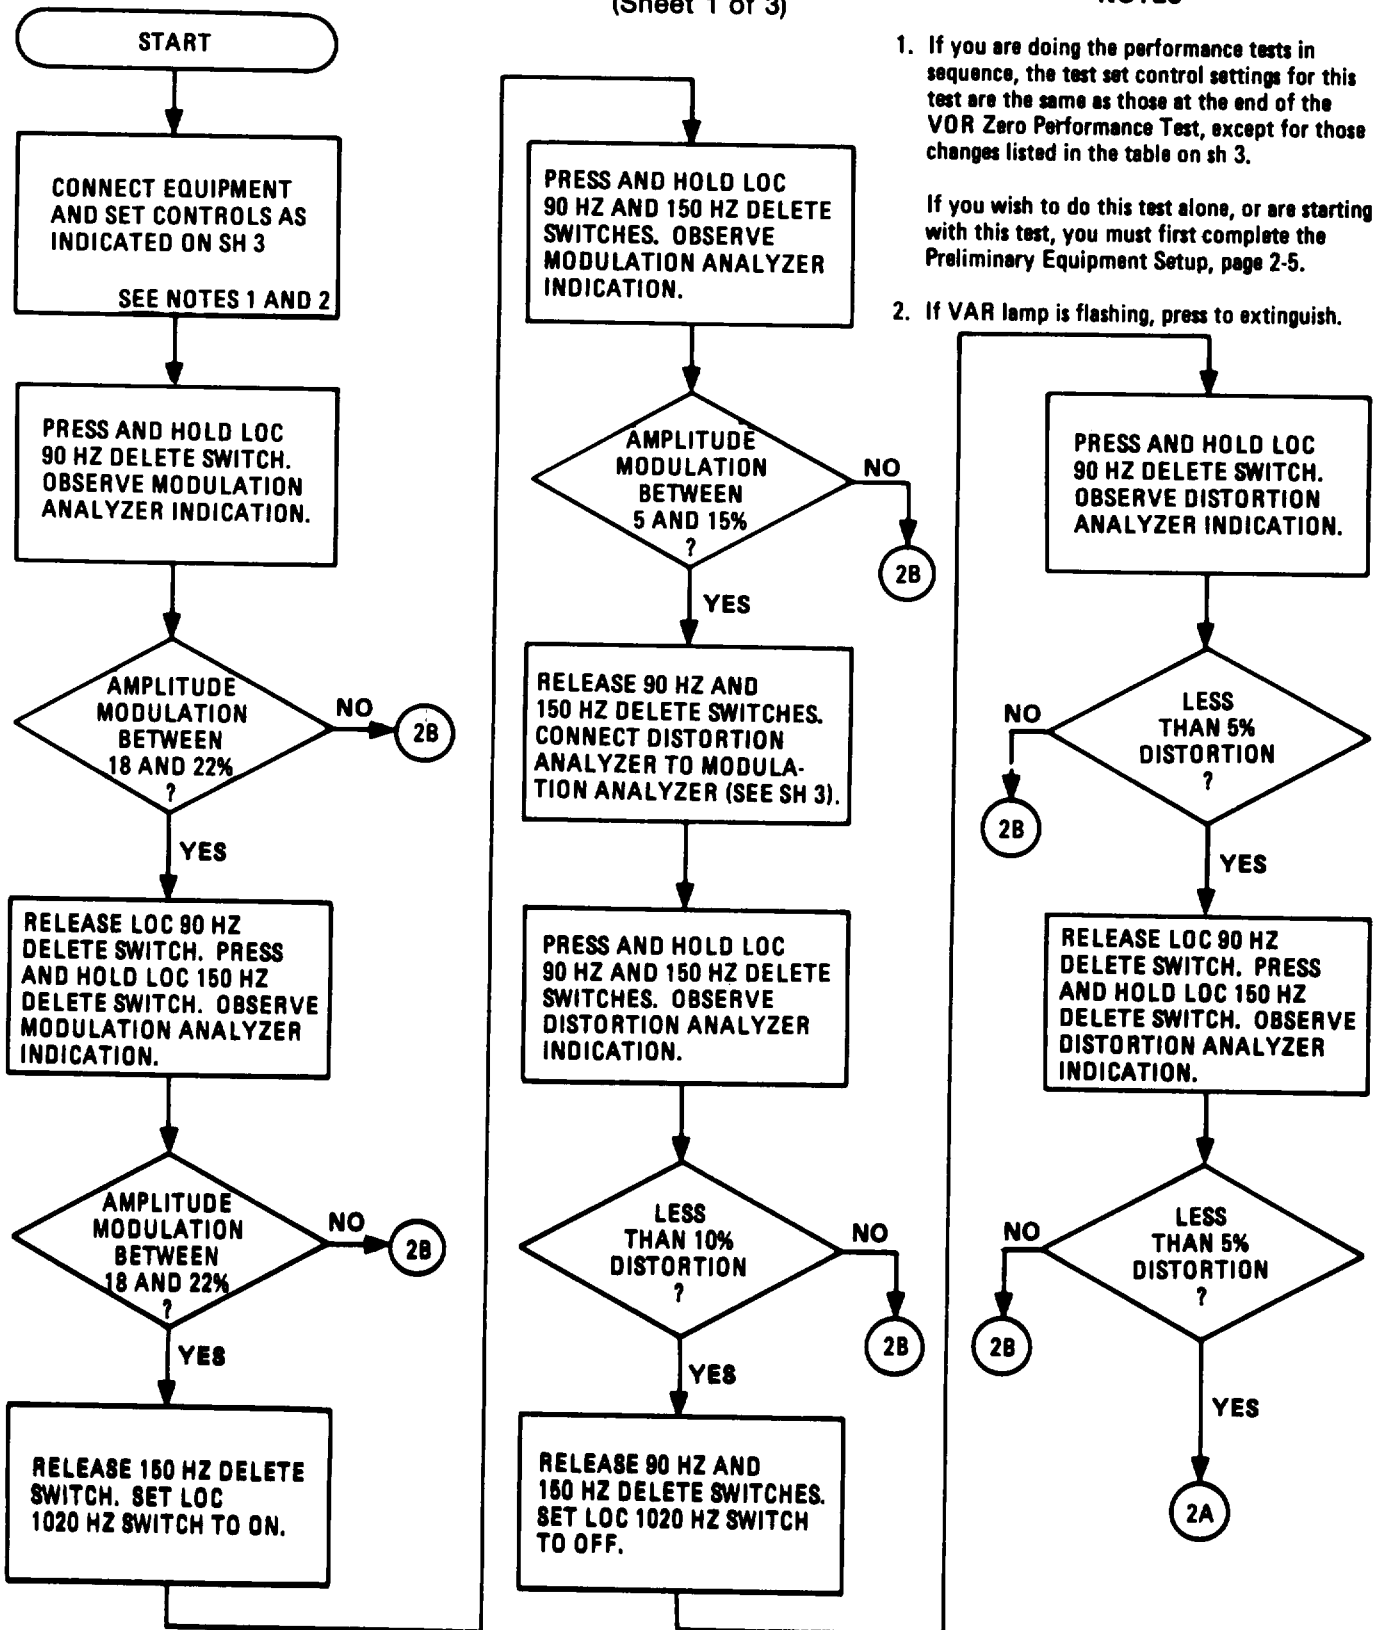 (Sheet 1 of 3)
START
CONNECT EQUIPMENT
AND SET CONTROLS AS
INDICATED ON SH 3
SEE NOTES 1 AND 2
PRESS AND HOLD LOC
90 HZ DELETE SWITCH.
OBSERVE MODULATION
ANALYZER INDICATION.
AMPLITUDE
MODULATION
BETWEEN
18 AND 22%
?
NO
2B
YES
RELEASE LOC 90 HZ
DELETE SWITCH. PRESS
AND HOLD LOC 150 HZ
DELETE SWITCH. OBSERVE
MODULATION ANALYZER
INDICATION.
AMPLITUDE
MODULATION
BETWEEN
18 AND 22%
?
NO
2B
YES
RELEASE 150 HZ DELETE
SWITCH. SET LOC
1020 HZ SWITCH TO ON.
PRESS AND HOLD LOC
90 HZ AND 150 HZ DELETE
SWITCHES. OBSERVE
MODULATION ANALYZER
INDICATION.
AMPLITUDE
MODULATION
BETWEEN
5 AND 15%
?
NO
2B
YES
RELEASE 90 HZ AND
150 HZ DELETE SWITCHES.
CONNECT DISTORTION
ANALYZER TO MODULA-
TION ANALYZER (SEE SH 3).
PRESS AND HOLD LOC
90 HZ AND 150 HZ DELETE
SWITCHES. OBSERVE
DISTORTION ANALYZER
INDICATION.
LESS
THAN 10%
DISTORTION
?
NO
2B
YES
RELEASE 90 HZ AND
150 HZ DELETE SWITCHES.
SET LOC 1020 HZ SWITCH
TO OFF.
NOTES
1. If you are doing the performance tests in
sequence, the test set control settings for this
test are the same as those at the end of the
VOR Zero Performance Test, except for those
changes listed in the table on sh 3.
If you wish to do this test alone, or are starting
with this test, you must first complete the
Preliminary Equipment Setup, page 2-5.
2. If VAR lamp is flashing, press to extinguish.
PRESS AND HOLD LOC
90 HZ DELETE SWITCH.
OBSERVE DISTORTION
ANALYZER INDICATION.
LESS
THAN 5%
DISTORTION
?
NO
2B
YES
RELEASE LOC 90 HZ
DELETE SWITCH. PRESS
AND HOLD LOC 150 HZ
DELETE SWITCH. OBSERVE
DISTORTION ANALYZER
INDICATION.
LESS
THAN 5%
DISTORTION
?
NO
2B
YES
2A